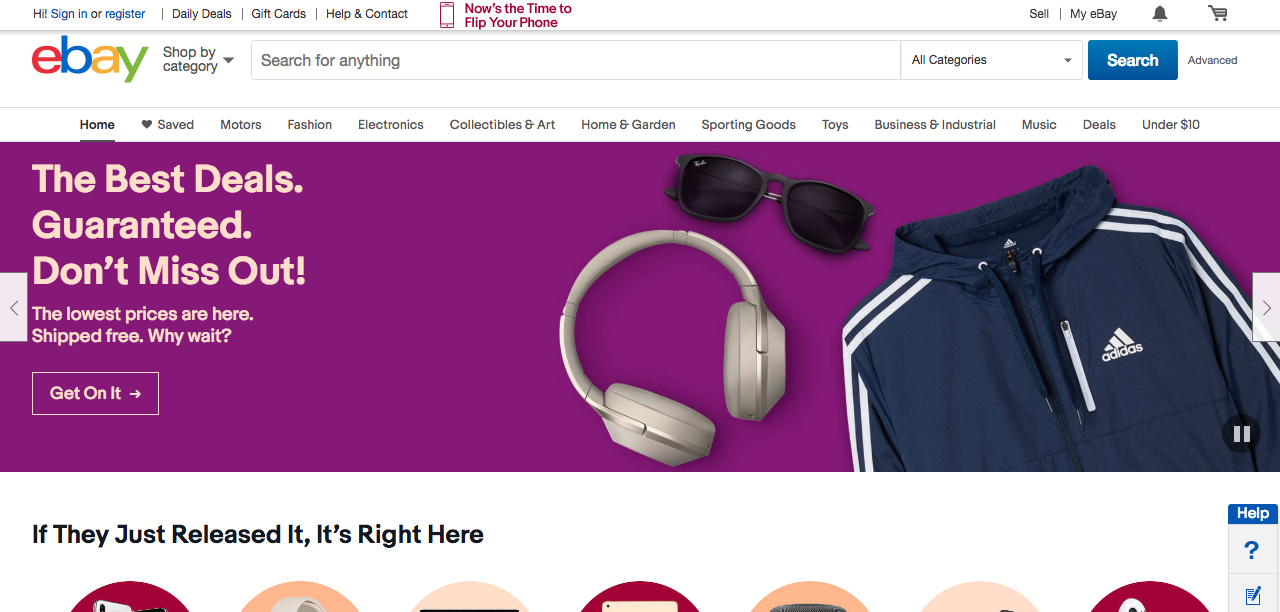 Hi! Sign in or register
Daily Deals
Gift Cards
Help & Contact
Now's the Time to
Flip Your Phone
Sell
My eBay
ebay
Shop by
category
Search for anything
All Categories
Search
Advanced
Home
Saved
Motors
Fashion
Electronics
Collectibles & Art
Home & Garden
Sporting Goods
Toys
Business & Industrial
Music
Deals
Under $10
The Best Deals.
Guaranteed.
Don't Miss Out!
The lowest prices are here.
Shipped free. Why wait?
Get On It →
Ray-Ban
adidas
adidas
If They Just Released It, It's Right Here
Help
?